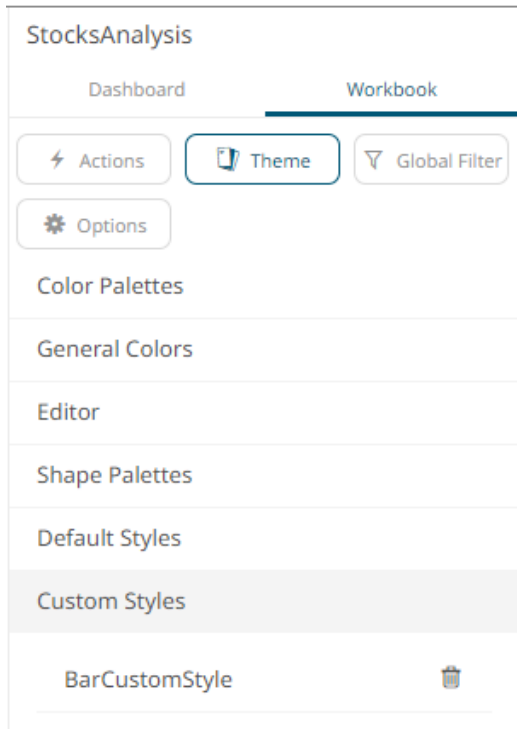 StocksAnalysis
Dashboard Workbook
Actions Theme Global Filter
Options
Color Palettes
General Colors
Editor
Shape Palettes
Default Styles
Custom Styles
BarCustomStyle